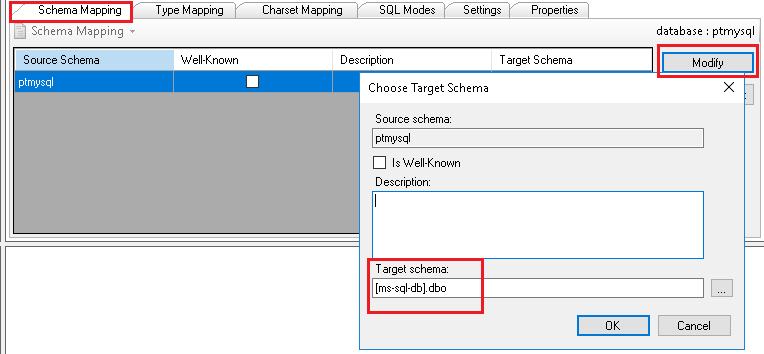 Schema Mapping Type Mapping Charset Mapping SQL Modes Settings Properties
Schema Mapping database : ptmysql
Source Schema Well-Known Description Target Schema Modify
ptmysql
Choose Target Schema
Source schema:
ptmysql
Is Well-Known
Description:
Target schema:
[ms-sql-db].dbo ...
OK Cancel